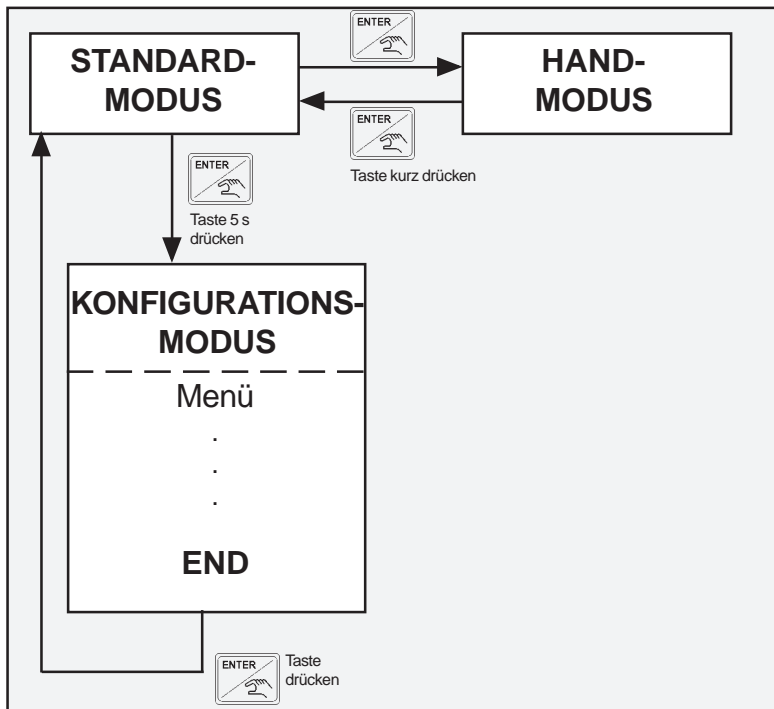 ENTER
STANDARD-
MODUS
HAND-
MODUS
ENTER
Taste kurz drücken
ENTER
Taste 5 s
drücken
KONFIGURATIONS-
MODUS
Menü
.
.
.
END
ENTER
Taste
drücken